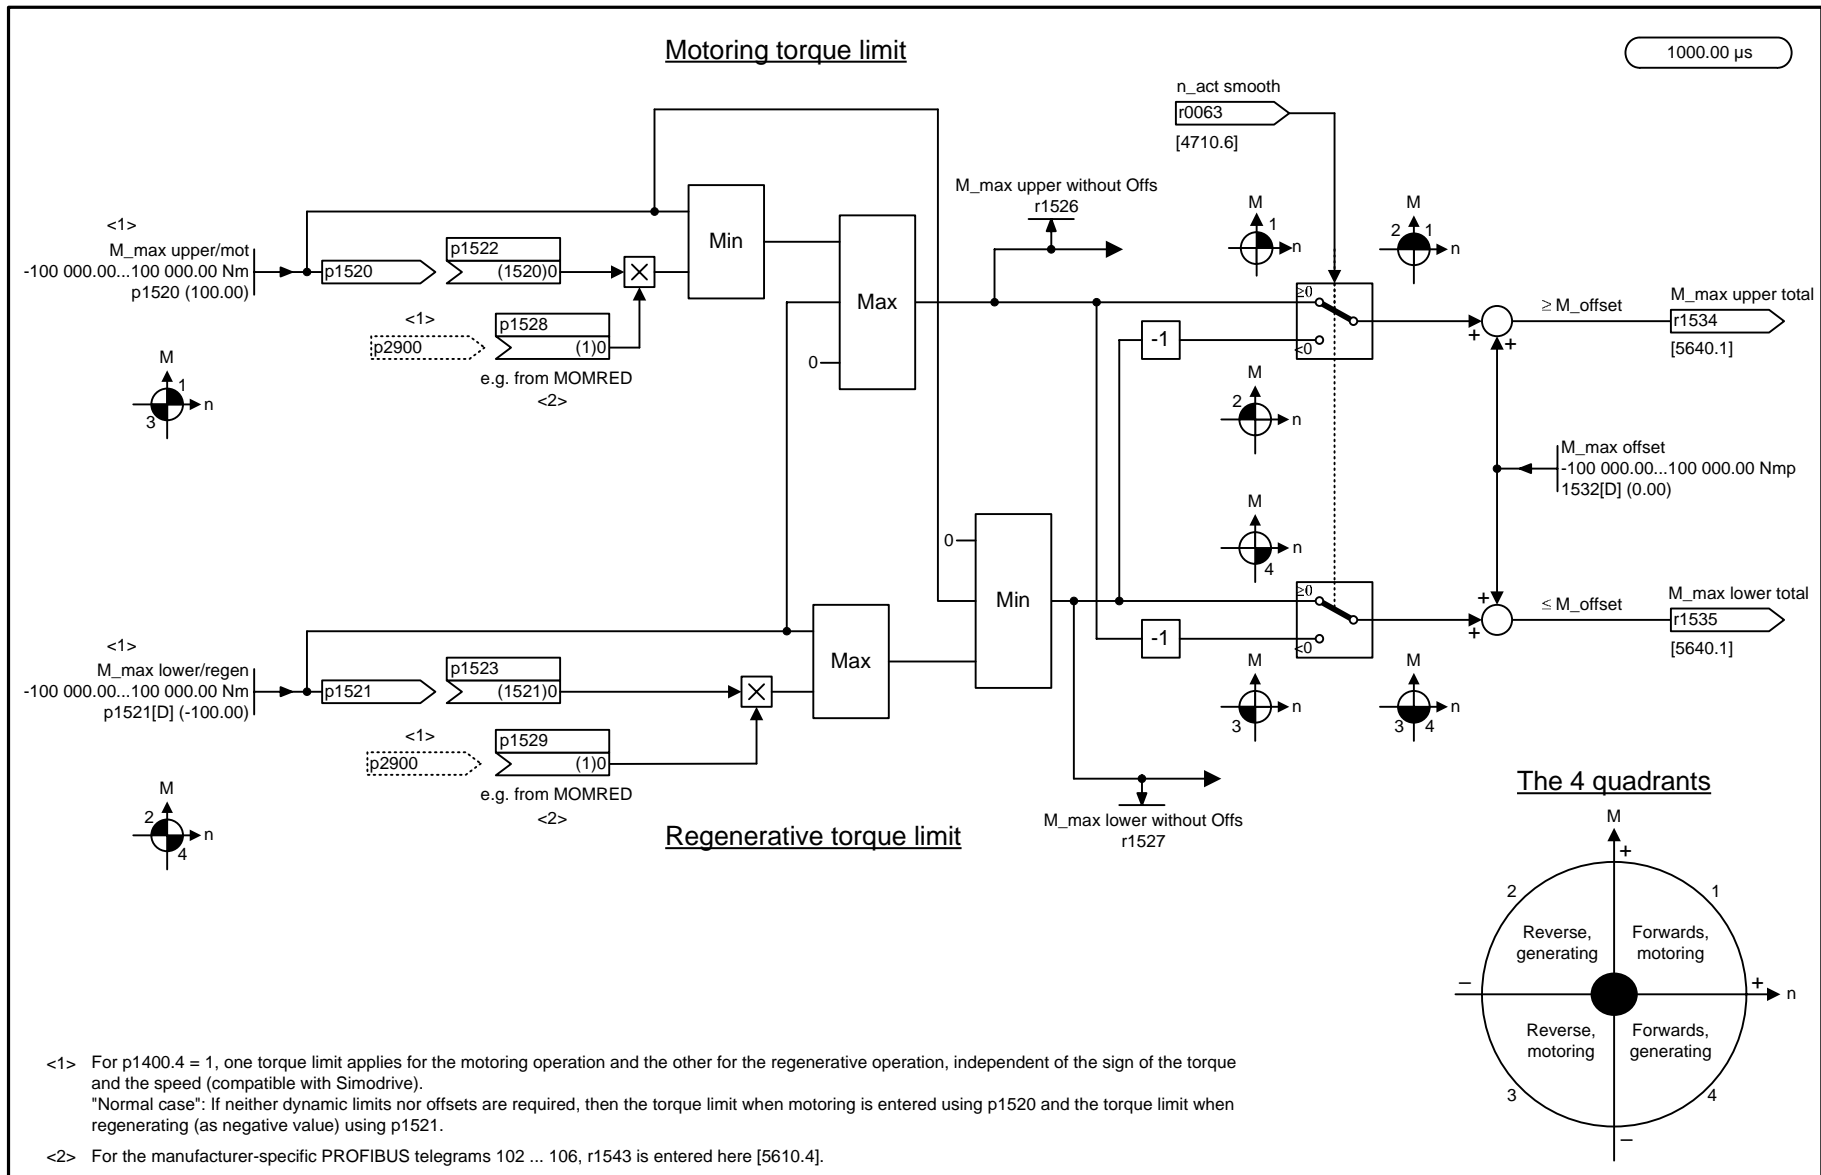 Motoring torque limit
1000.00 µs
n_act smooth
r0063
[4710.6]
M_max upper without Offs
r1526
<1>
M_max upper/mot
-100 000.00...100 000.00 Nm
p1520 (100.00)
p1520
p1522
(1520)0
<1>
p2900
p1528
(1)0
e.g. from MOMRED
<2>
Min
Max
0
M
1
n
M
2 1
n
≥0
<0
-1
+
+
≥ M_offset
M_max upper total
r1534
[5640.1]
M
1
n
3
M
2
n
M_max offset
-100 000.00...100 000.00 Nmp
1532[D] (0.00)
M
n
4
0
Min
≥0
<0
-1
+
+
≤ M_offset
M_max lower total
r1535
[5640.1]
<1>
M_max lower/regen
-100 000.00...100 000.00 Nm
p1521[D] (-100.00)
p1521
p1523
(1521)0
Max
<1>
p2900
p1529
(1)0
e.g. from MOMRED
<2>
M
n
3
M
n
3 4
M
2
n
4
Regenerative torque limit
M_max lower without Offs
r1527
The 4 quadrants
M
+
2
1
Reverse,
generating
Forwards,
motoring
–
+
n
Reverse,
motoring
Forwards,
generating
3
4
–
<1> For p1400.4 = 1, one torque limit applies for the motoring operation and the other for the regenerative operation, independent of the sign of the torque
and the speed (compatible with Simodrive).
"Normal case": If neither dynamic limits nor offsets are required, then the torque limit when motoring is entered using p1520 and the torque limit when
regenerating (as negative value) using p1521.
<2> For the manufacturer-specific PROFIBUS telegrams 102 ... 106, r1543 is entered here [5610.4].